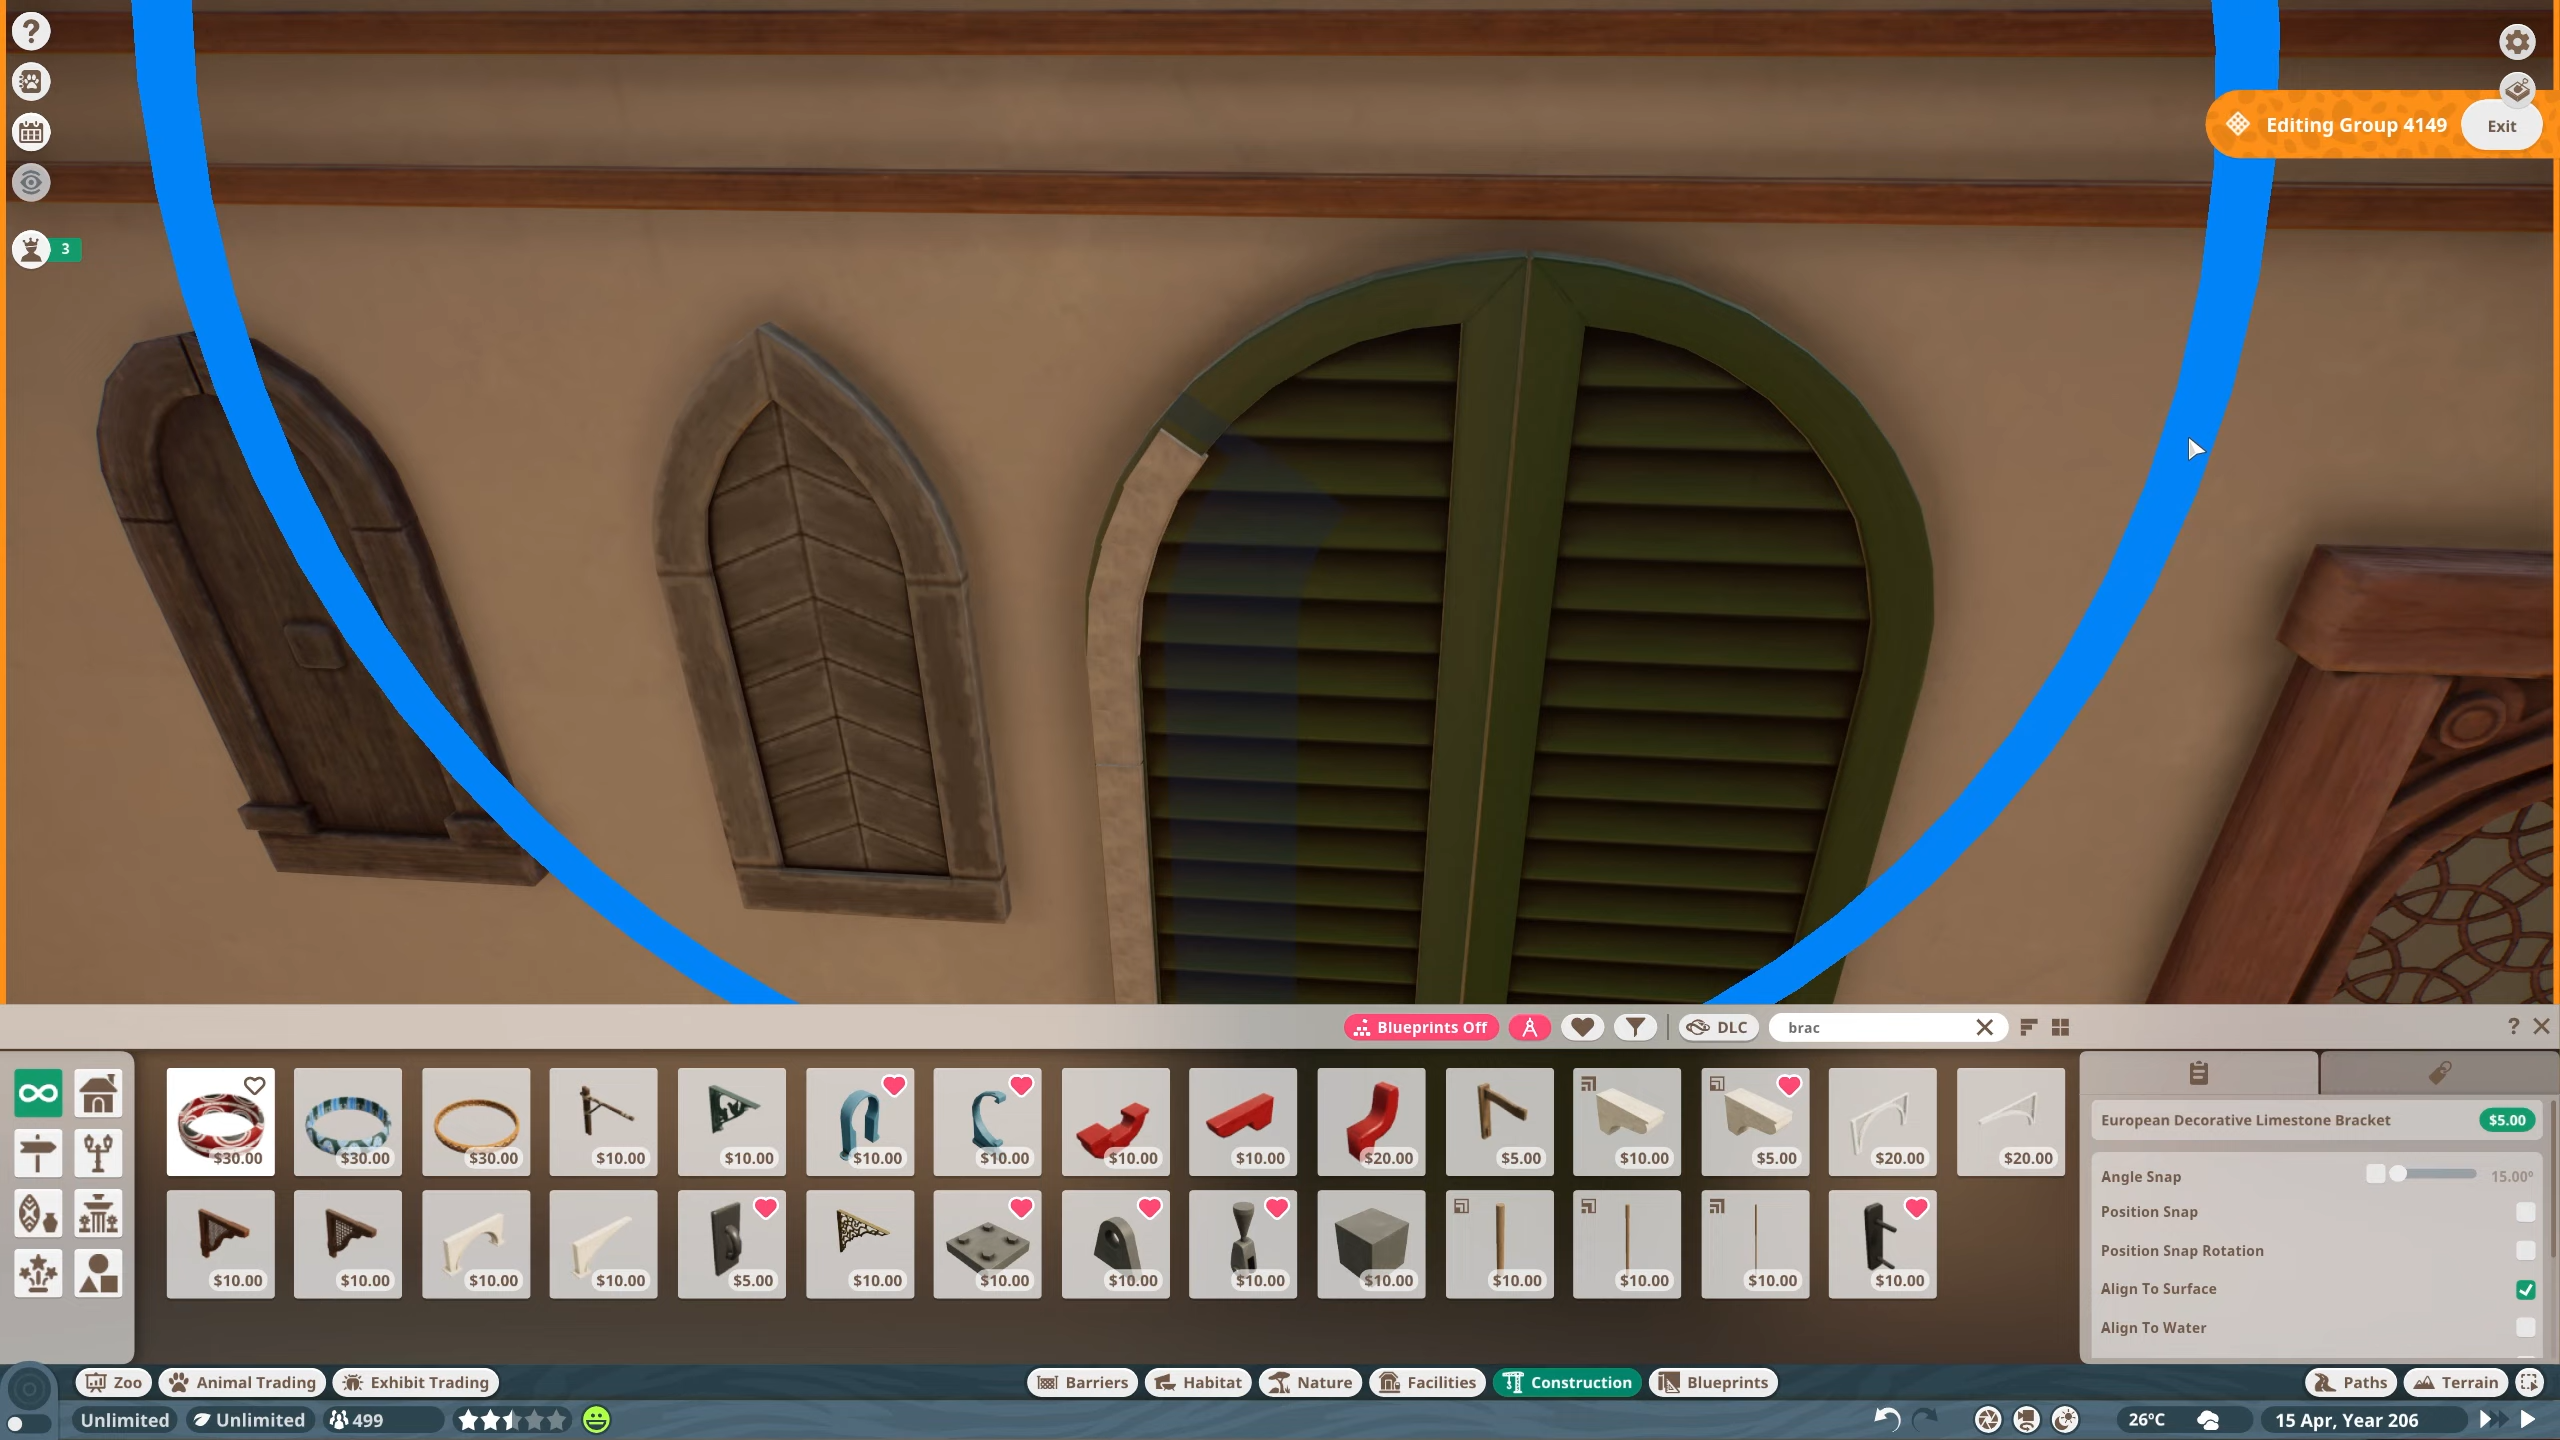 Editing Group 4149
Exit
3
Blueprints Off
DLC
brac
?
$30.00
$30.00
$30.00
$10.00
$10.00
$10.00
$10.00
$10.00
$10.00
$20.00
$5.00
$10.00
$5.00
$20.00
$20.00
$10.00
$10.00
$10.00
$10.00
$5.00
$10.00
$10.00
$10.00
$10.00
$10.00
$10.00
$10.00
$10.00
$10.00
European Decorative Limestone Bracket
$5.00
Angle Snap
15.00°
Position Snap
Position Snap Rotation
Align To Surface
Align To Water
Zoo
Animal Trading
Exhibit Trading
Barriers
Habitat
Nature
Facilities
Construction
Blueprints
Paths
Terrain
Unlimited
Unlimited
499
26°C
15 Apr, Year 206